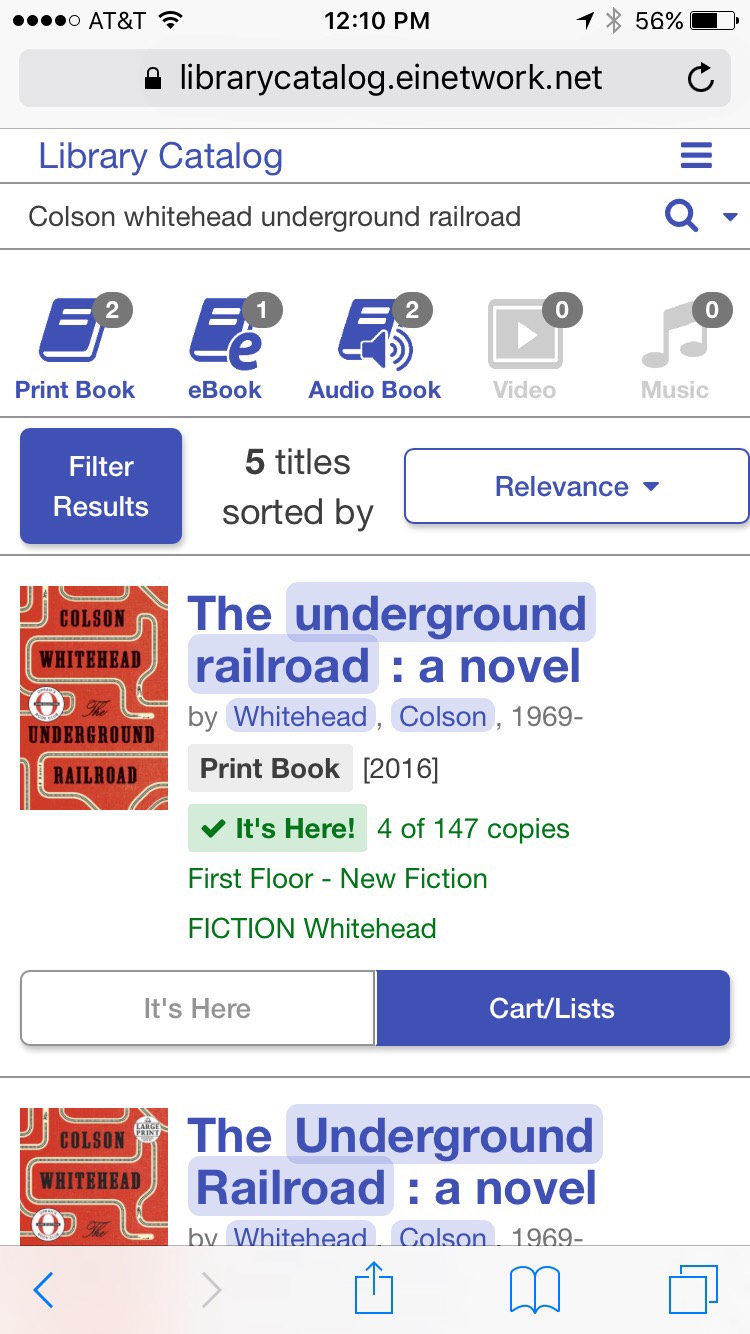 AT&T 12:10 PM 56%
librarycatalog.einetwork.net
Library Catalog
Colson whitehead underground railroad
2 1 2 0 0
Print Book eBook Audio Book Video Music
Filter
Results
5 titles
sorted by
Relevance
COLSON
WHITEHEAD
The
UNDERGROUND
RAILROAD
The underground
railroad : a novel
by Whitehead, Colson, 1969-
Print Book [2016]
It's Here! 4 of 147 copies
First Floor - New Fiction
FICTION Whitehead
It's Here Cart/Lists
LARGE
PRINT
COLSON
WHITEHEAD
The
The Underground
Railroad : a novel
by Whitehead, Colson, 1969-